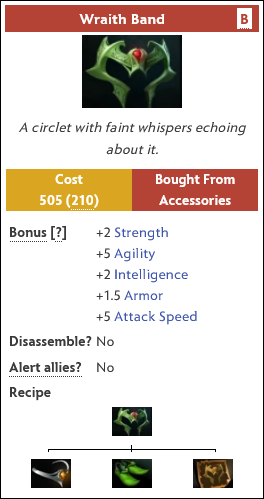 Wraith Band B
A circlet with faint whispers echoing
about it.
Cost
505 (210)
Bought From
Accessories
Bonus [?]
+2 Strength
+5 Agility
+2 Intelligence
+1.5 Armor
+5 Attack Speed
Disassemble? No
Alert allies? No
Recipe